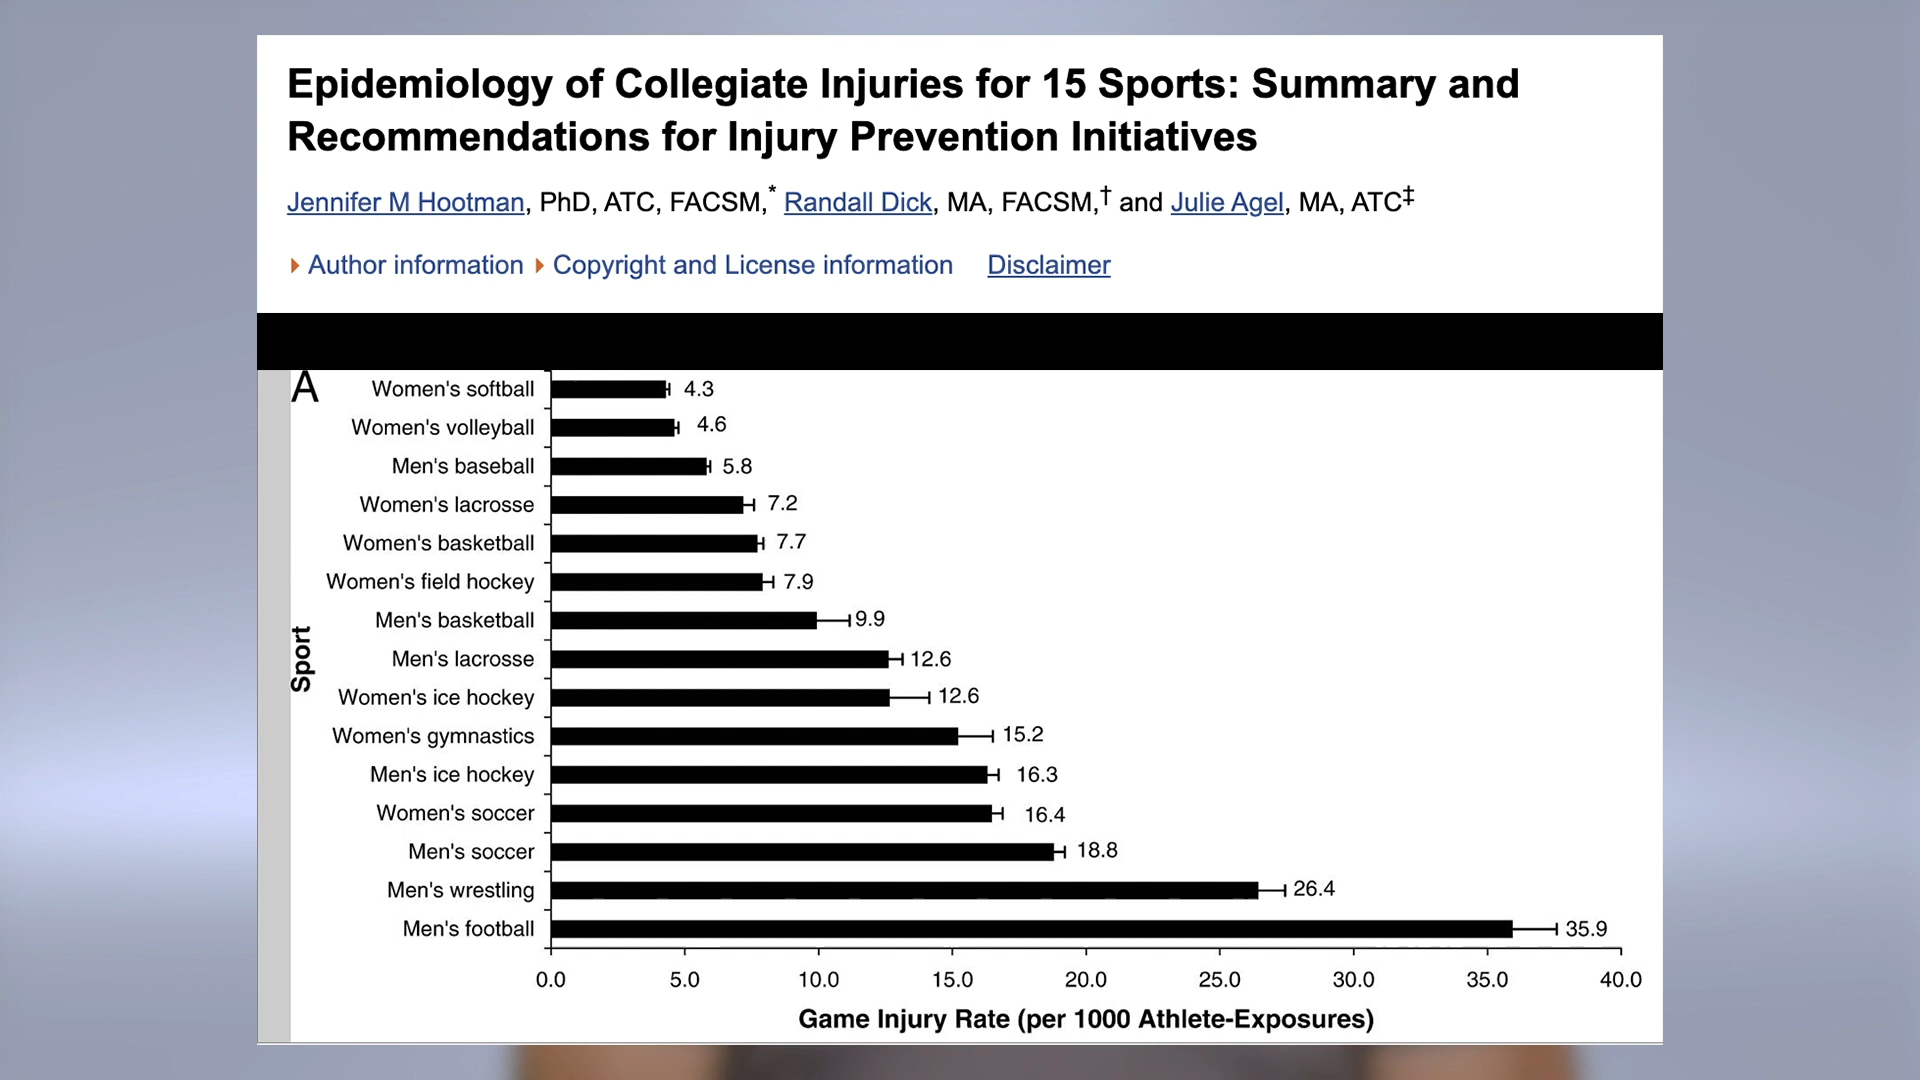 Epidemiology of Collegiate Injuries for 15 Sports: Summary and
Recommendations for Injury Prevention Initiatives
Jennifer M Hootman, PhD, ATC, FACSM,* Randall Dick, MA, FACSM,† and Julie Agel, MA, ATC‡
Author information Copyright and License information Disclaimer
A
Sport
Women's softball 4.3
Women's volleyball 4.6
Men's baseball 5.8
Women's lacrosse 7.2
Women's basketball 7.7
Women's field hockey 7.9
Men's basketball 9.9
Men's lacrosse 12.6
Women's ice hockey 12.6
Women's gymnastics 15.2
Men's ice hockey 16.3
Women's soccer 16.4
Men's soccer 18.8
Men's wrestling 26.4
Men's football 35.9
0.0 5.0 10.0 15.0 20.0 25.0 30.0 35.0 40.0
Game Injury Rate (per 1000 Athlete-Exposures)